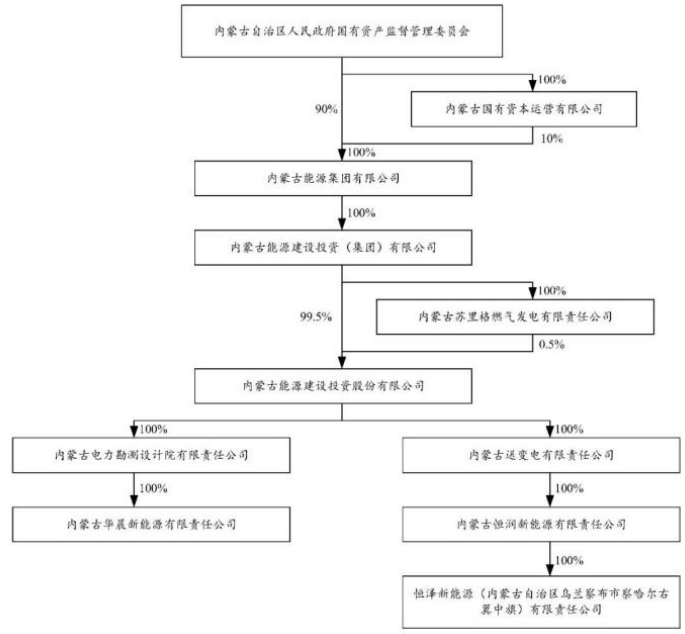 内蒙古自治区人民政府国有资产监督管理委员会
100%
90%
内蒙古国有资本运营有限公司
10%
100%
内蒙古能源集团有限公司
100%
内蒙古能源建设投资（集团）有限公司
100%
99.5%
内蒙古苏里格燃气发电有限责任公司
0.5%
内蒙古能源建设投资股份有限公司
100%
100%
内蒙古电力勘测设计院有限责任公司
内蒙古送变电有限责任公司
100%
100%
内蒙古华晨新能源有限责任公司
内蒙古恒润新能源有限责任公司
100%
恒泽新能源（内蒙古自治区乌兰察布市察哈尔右
翼中旗）有限责任公司